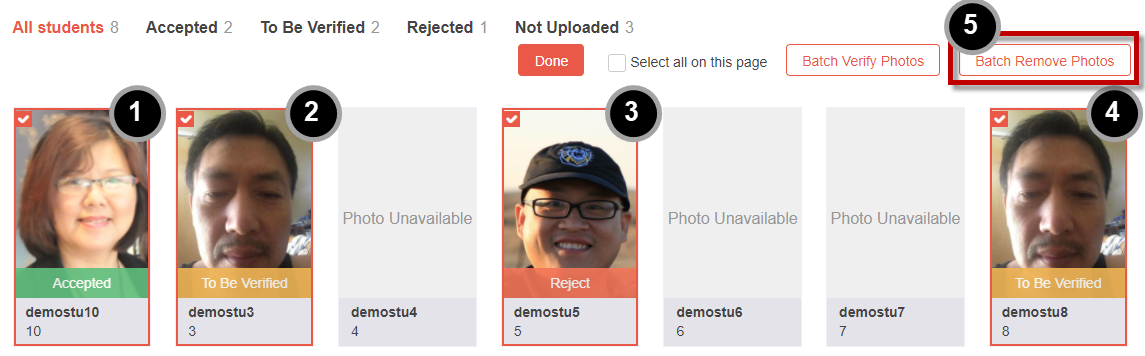 All students 8 Accepted 2 To Be Verified 2 Rejected 1 Not Uploaded 3
5
Done Select all on this page Batch Verify Photos Batch Remove Photos
1 2 3 4
Photo Unavailable Photo Unavailable Photo Unavailable
Accepted To Be Verified Reject To Be Verified
demostu10 demostu3 demostu4 demostu5 demostu6 demostu7 demostu8
10 3 4 5 6 7 8